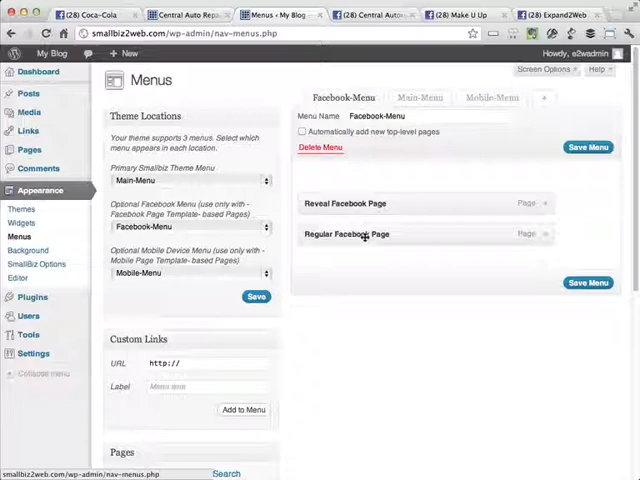 (28) Coca-Cola
Central Auto Repa
Menus ‹ My Blog
(28) Central Autom
(28) Make U Up
(28) Expand2Web
smallbiz2web.com/wp-admin/nav-menus.php
My Blog
+ New
Howdy, e2wadmin
Dashboard
Posts
Media
Links
Pages
Comments
Appearance
Themes
Widgets
Menus
Background
SmallBiz Options
Editor
Plugins
Users
Tools
Settings
Collapse menu
Screen Options
Help
Menus
Theme Locations
Your theme supports 3 menus. Select
which menu appears in each location.
Primary Smallbiz Theme Menu
Main-Menu
Optional Facebook Menu (use only with -
Facebook Page Template- based Pages)
Facebook-Menu
Optional Mobile Device Menu (use only with -
Mobile Page Template- based Pages)
Mobile-Menu
Save
Custom Links
URL
http://
Label
Menu Item
Add to Menu
Pages
Search
Facebook-Menu
Main-Menu
Mobile-Menu
+
Menu Name
Facebook-Menu
Automatically add new top-level pages
Delete Menu
Save Menu
Reveal Facebook Page
Page
Regular Facebook Page
Page
Save Menu
smallbiz2web.com/wp-admin/nav-menus.php